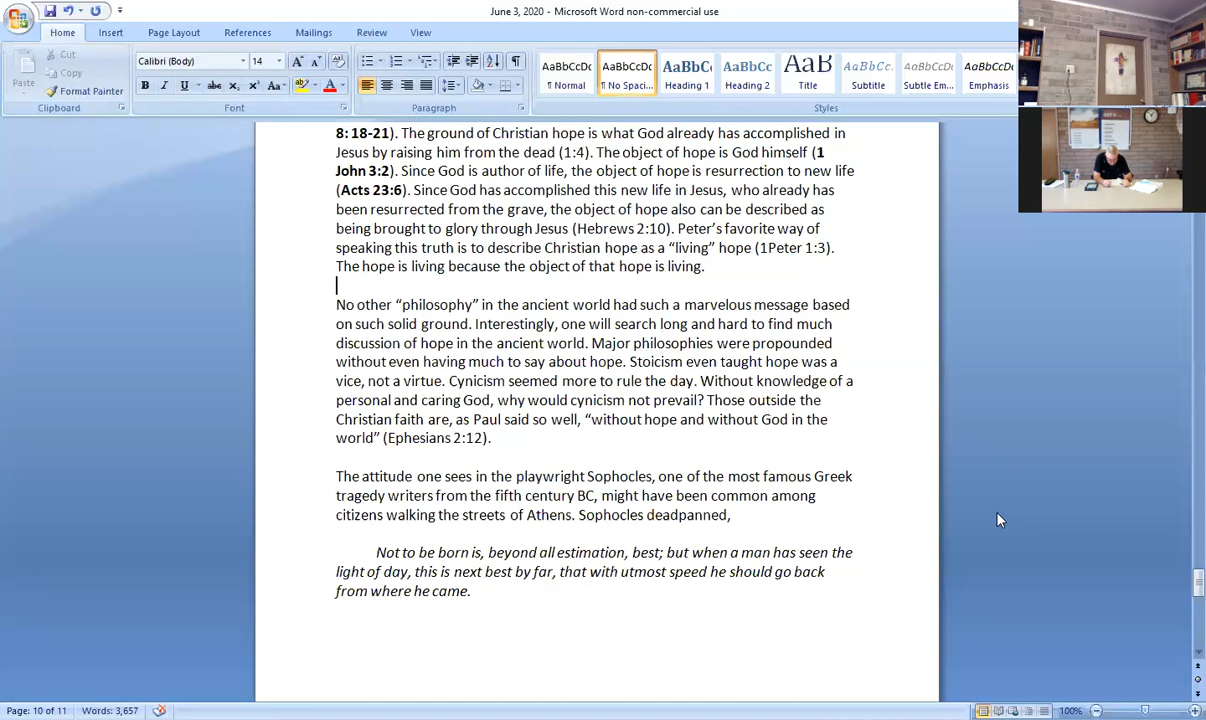 June 3, 2020 - Microsoft Word non-commercial use
Home Insert Page Layout References Mailings Review View
Cut
Copy
Format Painter
Paste
Calibri (Body) 14
AaBbCcDc AaBbCcDc AaBbC AaBbCc AaB AaBbCc. AaBbCcDc AaBbCcDc
¶ Normal ¶ No Spaci... Heading 1 Heading 2 Title Subtitle Subtle Em... Emphasis
Clipboard Font Paragraph Styles
8: 18-21). The ground of Christian hope is what God already has accomplished in
Jesus by raising him from the dead (1:4). The object of hope is God himself (1
John 3:2). Since God is author of life, the object of hope is resurrection to new life
(Acts 23:6). Since God has accomplished this new life in Jesus, who already has
been resurrected from the grave, the object of hope also can be described as
being brought to glory through Jesus (Hebrews 2:10). Peter’s favorite way of
speaking this truth is to describe Christian hope as a “living” hope (1Peter 1:3).
The hope is living because the object of that hope is living.
No other “philosophy” in the ancient world had such a marvelous message based
on such solid ground. Interestingly, one will search long and hard to find much
discussion of hope in the ancient world. Major philosophies were propounded
without even having much to say about hope. Stoicism even taught hope was a
vice, not a virtue. Cynicism seemed more to rule the day. Without knowledge of a
personal and caring God, why would cynicism not prevail? Those outside the
Christian faith are, as Paul said so well, “without hope and without God in the
world” (Ephesians 2:12).
The attitude one sees in the playwright Sophocles, one of the most famous Greek
tragedy writers from the fifth century BC, might have been common among
citizens walking the streets of Athens. Sophocles deadpanned,
Not to be born is, beyond all estimation, best; but when a man has seen the
light of day, this is next best by far, that with utmost speed he should go back
from where he came.
Page: 10 of 11 Words: 3,657 100%